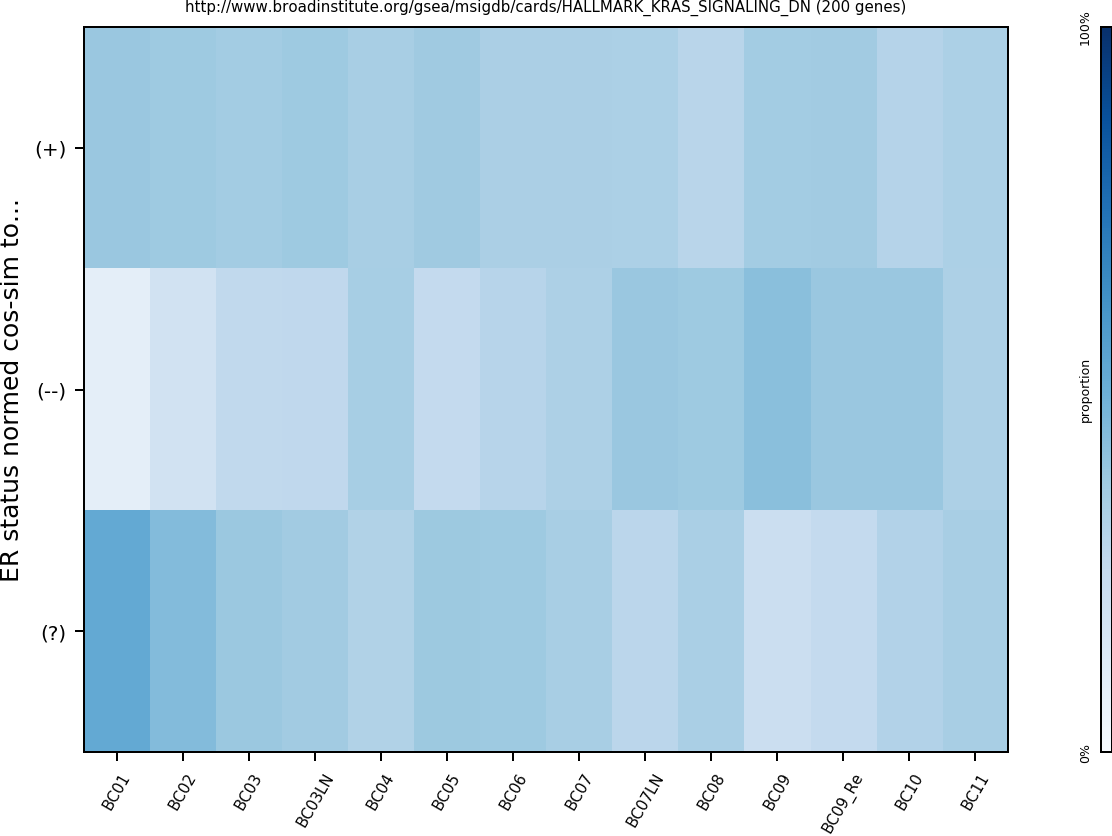 http://www.broadinstitute.org/gsea/msigdb/cards/HALLMARK_KRAS_SIGNALING_DN (200 genes)
ER status normed cos-sim to...
(+)
(--)
(?)
BC01
BC02
BC03
BC03LN
BC04
BC05
BC06
BC07
BC07LN
BC08
BC09
BC09_Re
BC10
BC11
100%
proportion
0%